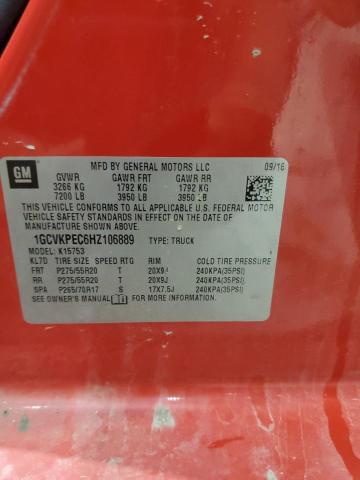 GM
MFD BY GENERAL MOTORS LLC 09/16
GVWR GAWR FRT GAWR RR
3266 KG 1792 KG 1792 KG
7200 LB 3950 LB 3950 LB
THIS VEHICLE CONFORMS TO ALL APPLICABLE U.S. FEDERAL MOTOR
VEHICLE SAFETY STANDARDS IN EFFECT ON THE DATE OF
MANUFACTURE SHOWN ABOVE.
1GCVKPEC6HZ106889 TYPE: TRUCK
MODEL: K15753
KL7D TIRE SIZE SPEED RTG RIM COLD TIRE PRESSURE
FRT P275/55R20 T 20X9J 240KPA(35PSI)
RR P275/55R20 T 20X9J 240KPA(35PSI)
SPA P265/70R17 S 17X7.5J 240KPA(35PSI)
SEE OWNER'S MANUAL FOR MORE INFORMATION.